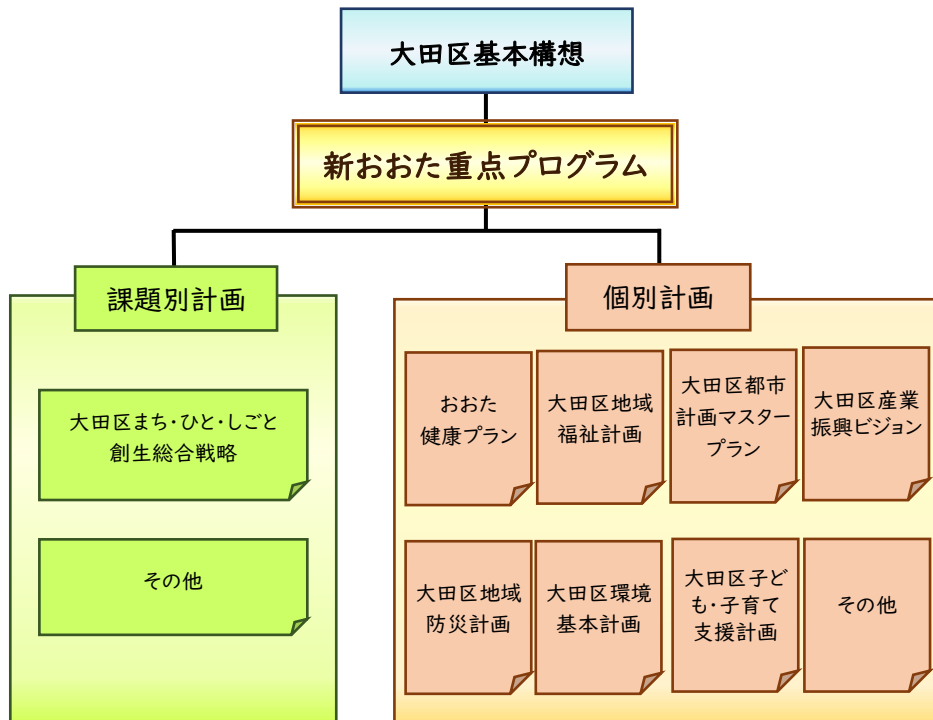 大田区基本構想
新おおた重点プログラム
課題別計画
大田区まち・ひと・しごと
創生総合戦略
その他
個別計画
おおた
健康プラン
大田区地域
福祉計画
大田区都市
計画マスター
プラン
大田区産業
振興ビジョン
大田区地域
防災計画
大田区環境
基本計画
大田区子ど
も・子育て
支援計画
その他